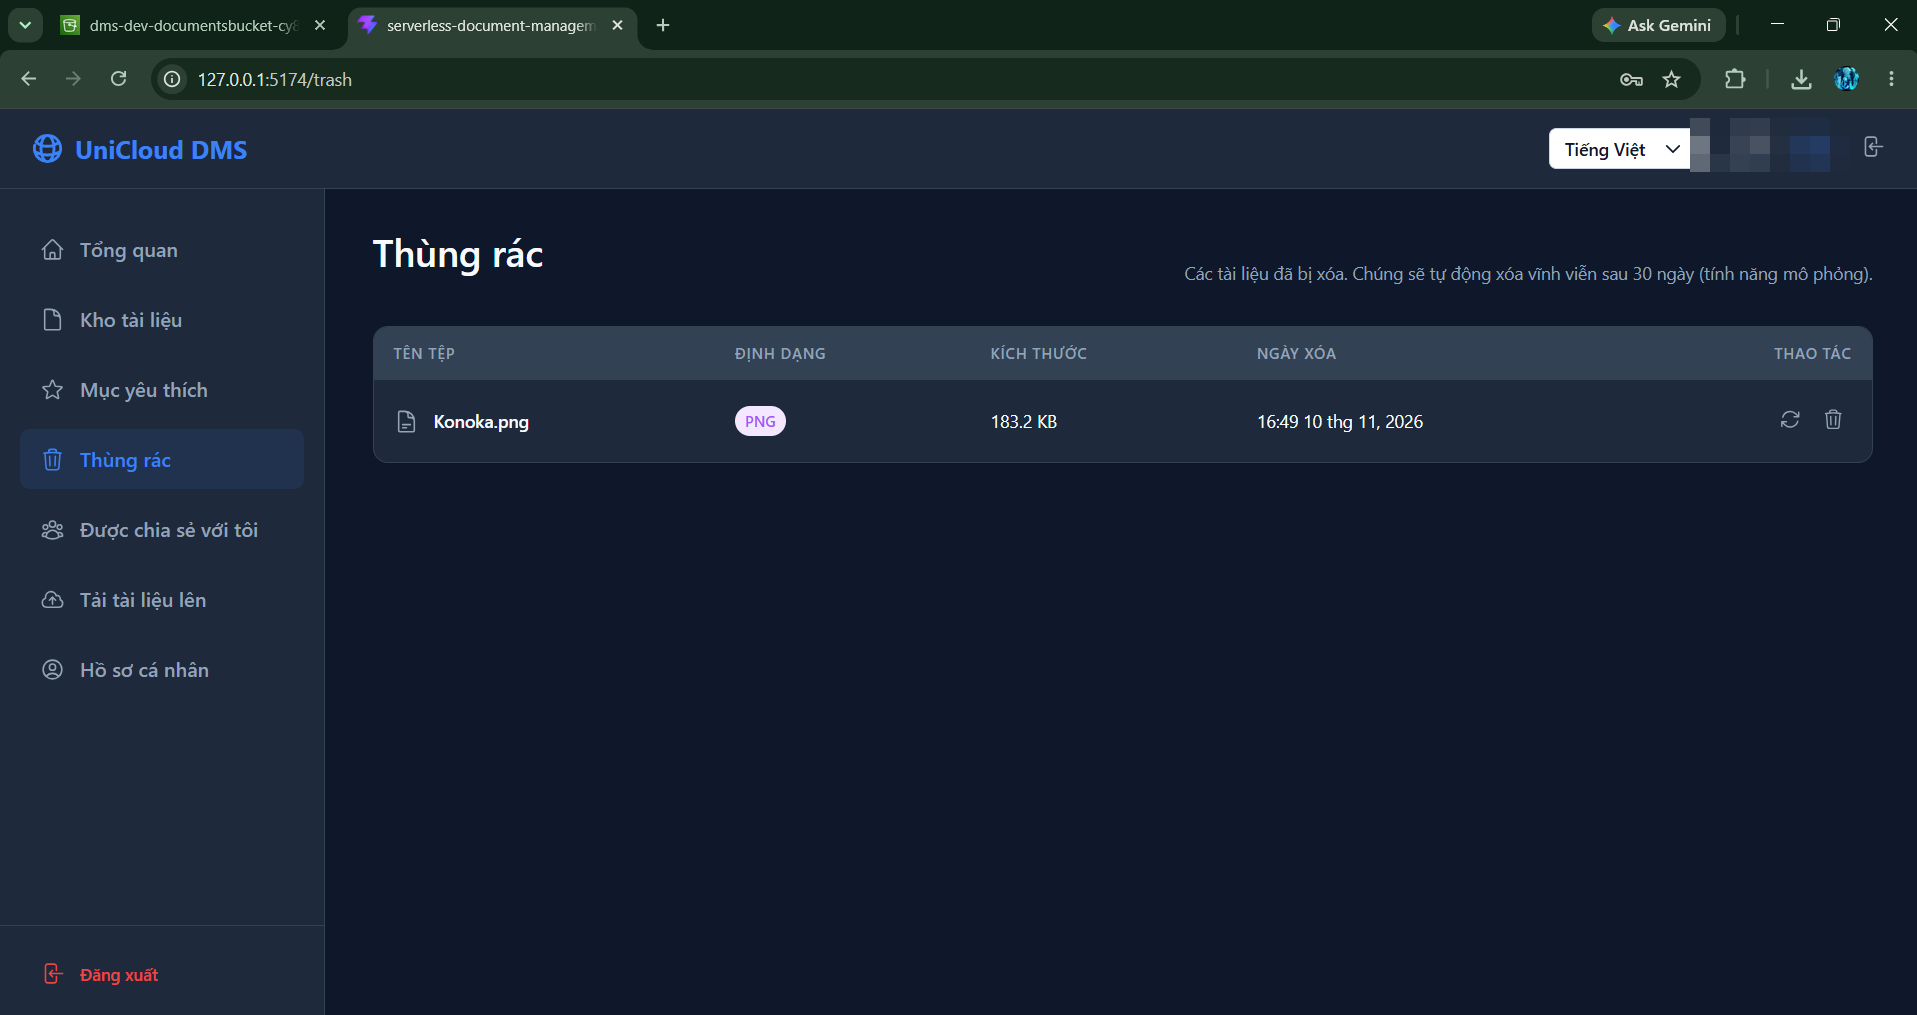 dms-dev-documentsbucket-cy8
serverless-document-managem
Ask Gemini
127.0.0.1:5174/trash
UniCloud DMS
Tiếng Việt
Tổng quan
Kho tài liệu
Mục yêu thích
Thùng rác
Được chia sẻ với tôi
Tải tài liệu lên
Hồ sơ cá nhân
Đăng xuất
Thùng rác
Các tài liệu đã bị xóa. Chúng sẽ tự động xóa vĩnh viễn sau 30 ngày (tính năng mô phỏng).
TÊN TỆP ĐỊNH DẠNG KÍCH THƯỚC NGÀY XÓA THAO TÁC
Konoka.png PNG 183.2 KB 16:49 10 thg 11, 2026